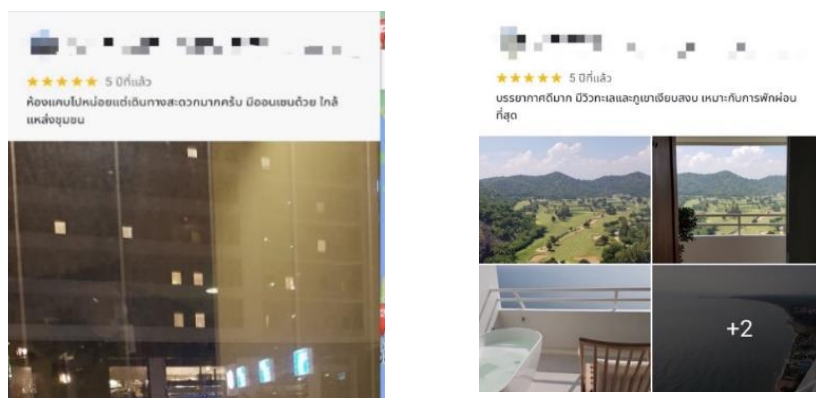 5 ปีที่แล้ว
ห้องแคบไปหน่อยแต่เดินทางสะดวกมากครับ มีออนเซนด้วย ใกล้
แหล่งชุมชน
5 ปีที่แล้ว
บรรยากาศดีมาก มีวิวทะเลและภูเขาเงียบสงบ เหมาะกับการพักผ่อน
ที่สุด
+2